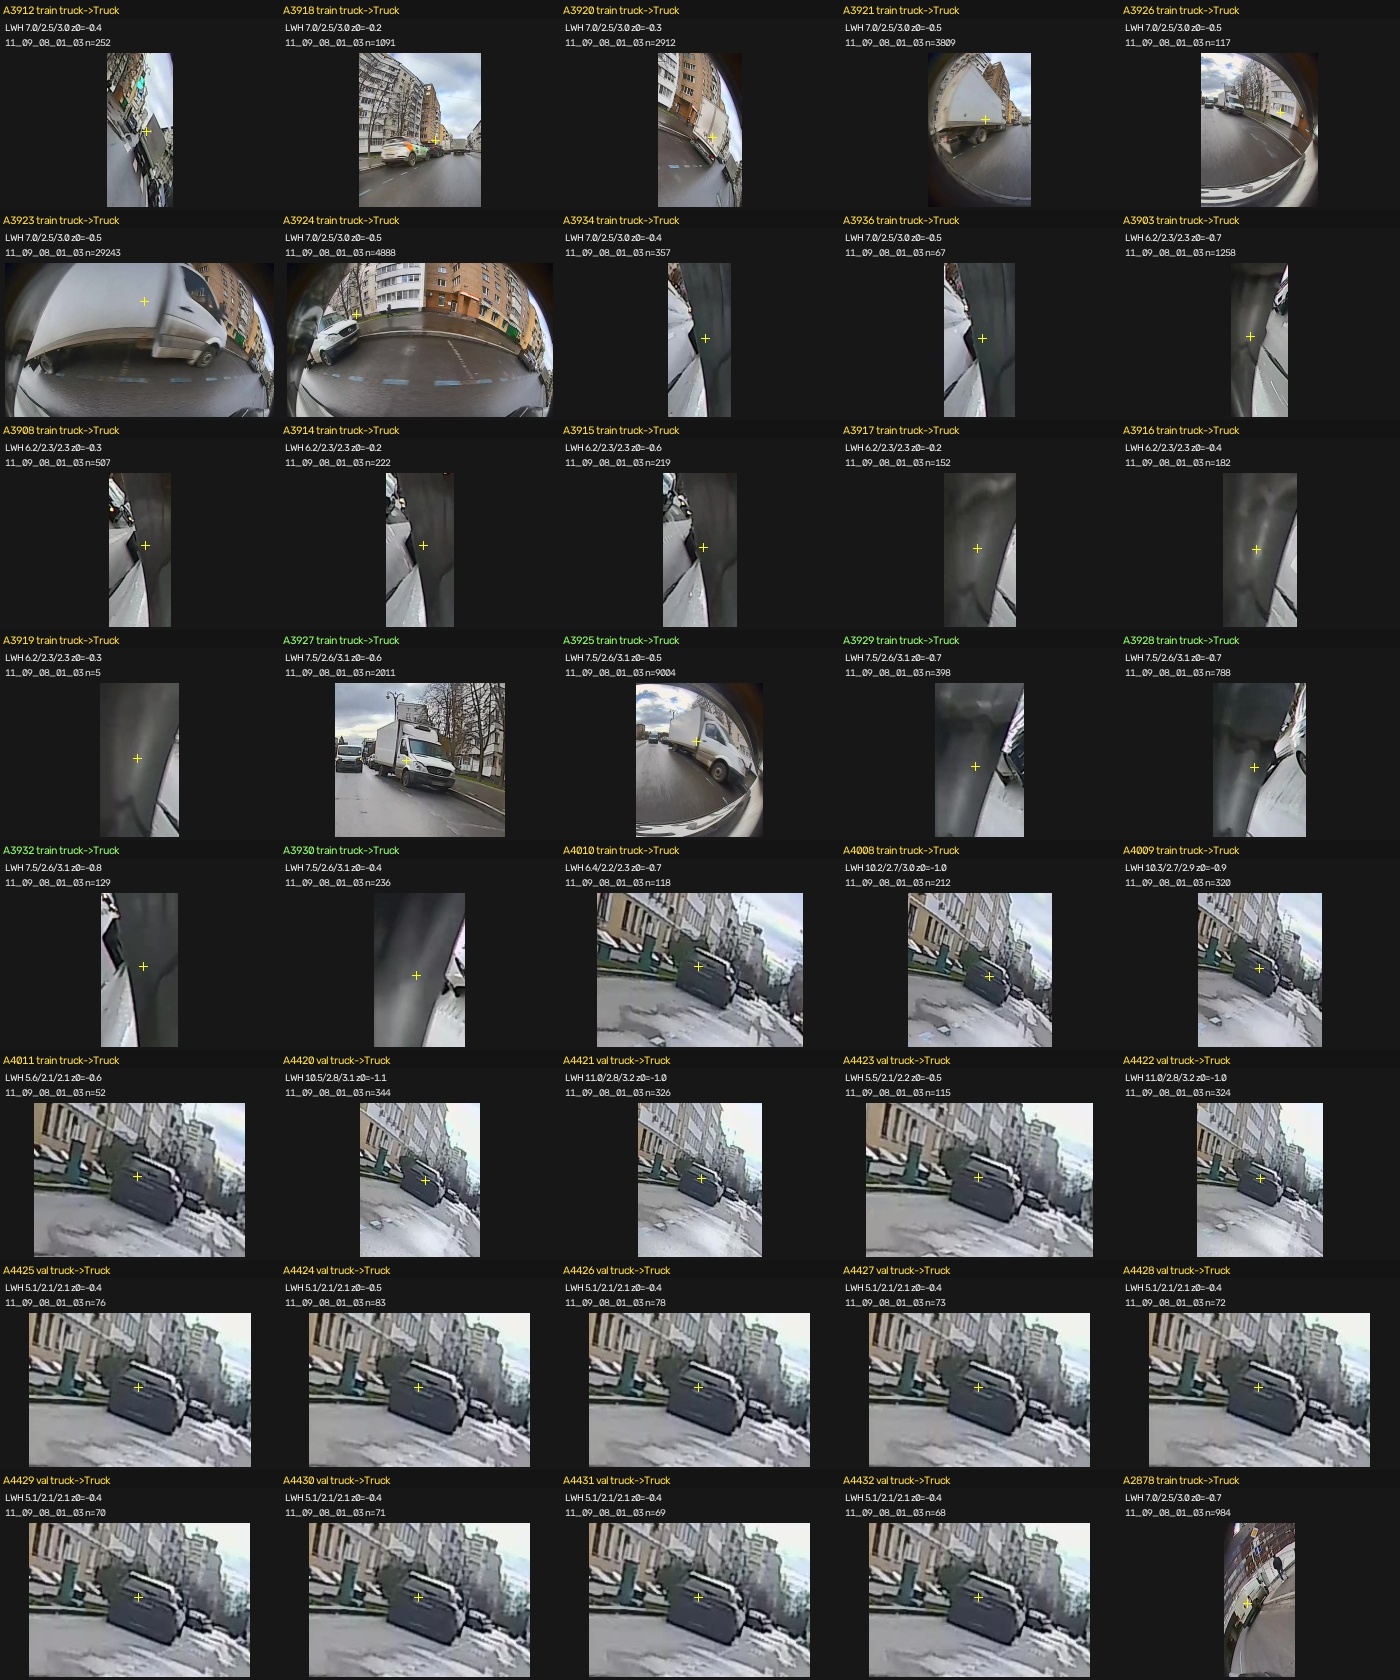 A3912 train truck->Truck
LWH 7.0/2.5/3.0 z0=-0.4
11_09_08_01_03 n=252
A3918 train truck->Truck
LWH 7.0/2.5/3.0 z0=-0.2
11_09_08_01_03 n=1091
A3920 train truck->Truck
LWH 7.0/2.5/3.0 z0=-0.3
11_09_08_01_03 n=2912
A3921 train truck->Truck
LWH 7.0/2.5/3.0 z0=-0.5
11_09_08_01_03 n=3809
A3926 train truck->Truck
LWH 7.0/2.5/3.0 z0=-0.5
11_09_08_01_03 n=117
A3923 train truck->Truck
LWH 7.0/2.5/3.0 z0=-0.5
11_09_08_01_03 n=29243
A3924 train truck->Truck
LWH 7.0/2.5/3.0 z0=-0.5
11_09_08_01_03 n=4888
A3934 train truck->Truck
LWH 7.0/2.5/3.0 z0=-0.4
11_09_08_01_03 n=357
A3936 train truck->Truck
LWH 7.0/2.5/3.0 z0=-0.5
11_09_08_01_03 n=67
A3903 train truck->Truck
LWH 6.2/2.3/2.3 z0=-0.7
11_09_08_01_03 n=1258
A3908 train truck->Truck
LWH 6.2/2.3/2.3 z0=-0.3
11_09_08_01_03 n=507
A3914 train truck->Truck
LWH 6.2/2.3/2.3 z0=-0.2
11_09_08_01_03 n=222
A3915 train truck->Truck
LWH 6.2/2.3/2.3 z0=-0.6
11_09_08_01_03 n=219
A3917 train truck->Truck
LWH 6.2/2.3/2.3 z0=-0.2
11_09_08_01_03 n=152
A3916 train truck->Truck
LWH 6.2/2.3/2.3 z0=-0.4
11_09_08_01_03 n=182
A3919 train truck->Truck
LWH 6.2/2.3/2.3 z0=-0.3
11_09_08_01_03 n=5
A3927 train truck->Truck
LWH 7.5/2.6/3.1 z0=-0.6
11_09_08_01_03 n=2011
A3925 train truck->Truck
LWH 7.5/2.6/3.1 z0=-0.5
11_09_08_01_03 n=9004
A3929 train truck->Truck
LWH 7.5/2.6/3.1 z0=-0.7
11_09_08_01_03 n=398
A3928 train truck->Truck
LWH 7.5/2.6/3.1 z0=-0.7
11_09_08_01_03 n=788
A3932 train truck->Truck
LWH 7.5/2.6/3.1 z0=-0.8
11_09_08_01_03 n=129
A3930 train truck->Truck
LWH 7.5/2.6/3.1 z0=-0.4
11_09_08_01_03 n=236
A4010 train truck->Truck
LWH 6.4/2.2/2.3 z0=-0.7
11_09_08_01_03 n=118
A4008 train truck->Truck
LWH 10.2/2.7/3.0 z0=-1.0
11_09_08_01_03 n=212
A4009 train truck->Truck
LWH 10.3/2.7/2.9 z0=-0.9
11_09_08_01_03 n=320
A4011 train truck->Truck
LWH 5.6/2.1/2.1 z0=-0.6
11_09_08_01_03 n=52
A4420 val truck->Truck
LWH 10.5/2.8/3.1 z0=-1.1
11_09_08_01_03 n=344
A4421 val truck->Truck
LWH 11.0/2.8/3.2 z0=-1.0
11_09_08_01_03 n=326
A4423 val truck->Truck
LWH 5.5/2.1/2.2 z0=-0.5
11_09_08_01_03 n=115
A4422 val truck->Truck
LWH 11.0/2.8/3.2 z0=-1.0
11_09_08_01_03 n=324
A4425 val truck->Truck
LWH 5.1/2.1/2.1 z0=-0.4
11_09_08_01_03 n=76
A4424 val truck->Truck
LWH 5.1/2.1/2.1 z0=-0.5
11_09_08_01_03 n=83
A4426 val truck->Truck
LWH 5.1/2.1/2.1 z0=-0.4
11_09_08_01_03 n=78
A4427 val truck->Truck
LWH 5.1/2.1/2.1 z0=-0.4
11_09_08_01_03 n=73
A4428 val truck->Truck
LWH 5.1/2.1/2.1 z0=-0.4
11_09_08_01_03 n=72
A4429 val truck->Truck
LWH 5.1/2.1/2.1 z0=-0.4
11_09_08_01_03 n=70
A4430 val truck->Truck
LWH 5.1/2.1/2.1 z0=-0.4
11_09_08_01_03 n=71
A4431 val truck->Truck
LWH 5.1/2.1/2.1 z0=-0.4
11_09_08_01_03 n=69
A4432 val truck->Truck
LWH 5.1/2.1/2.1 z0=-0.4
11_09_08_01_03 n=68
A2878 train truck->Truck
LWH 7.0/2.5/3.0 z0=-0.7
11_09_08_01_03 n=984